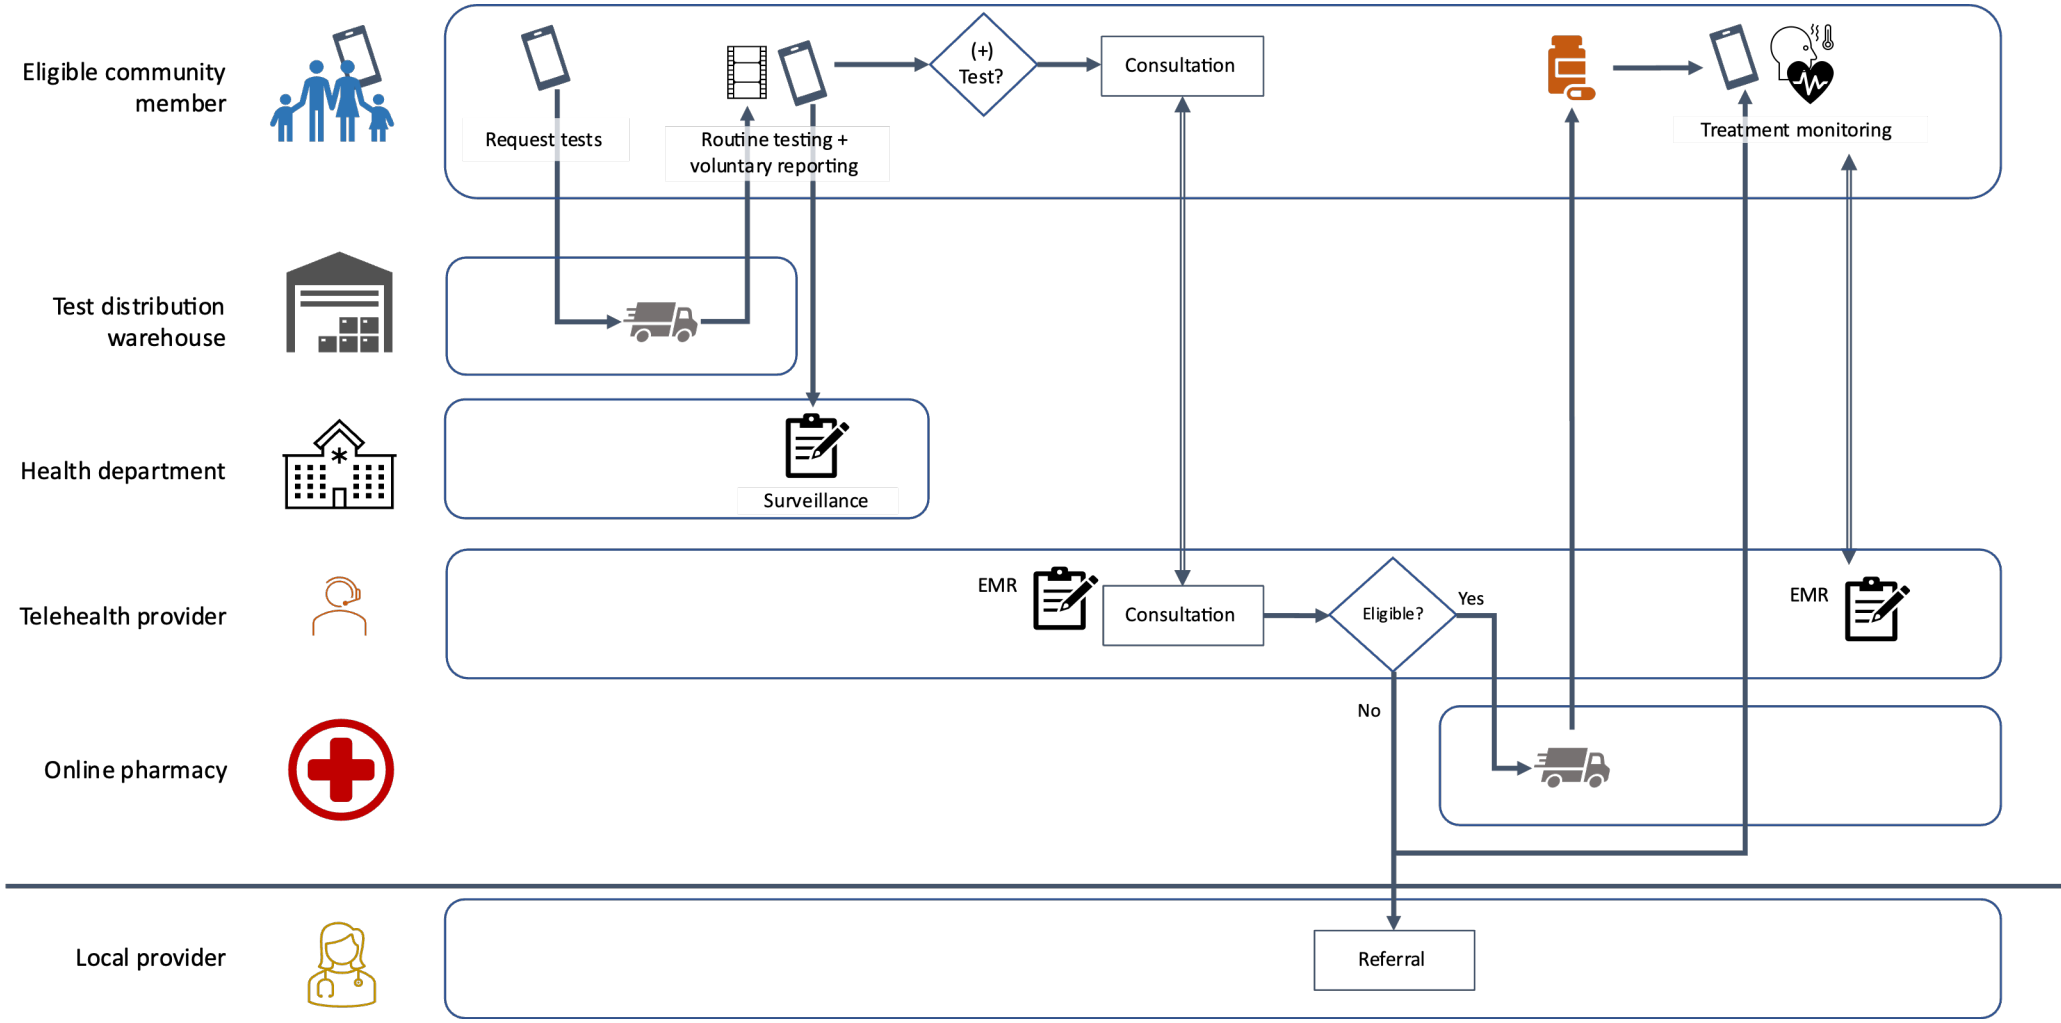 Eligible community
member
Request tests
Routine testing +
voluntary reporting
(+)
Test?
Consultation
Treatment monitoring
Test distribution
warehouse
Health department
Surveillance
Telehealth provider
EMR
Consultation
Eligible?
Yes
No
EMR
Online pharmacy
Local provider
Referral